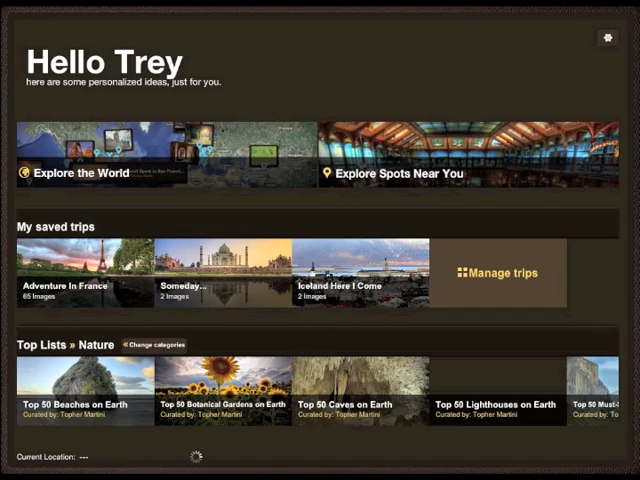 Hello Trey
here are some personalized ideas, just for you.
Explore the World
Explore Spots Near You
My saved trips
Adventure In France
65 Images
Someday...
2 Images
Iceland Here I Come
2 Images
Manage trips
Top Lists » Nature
«Change categories
Top 50 Beaches on Earth
Curated by: Topher Martini
Top 50 Botanical Gardens on Earth
Curated by: Topher Martini
Top 50 Caves on Earth
Curated by: Topher Martini
Top 50 Lighthouses on Earth
Curated by: Topher Martini
Top 50 Must-
Curated by: To
Current Location: ---